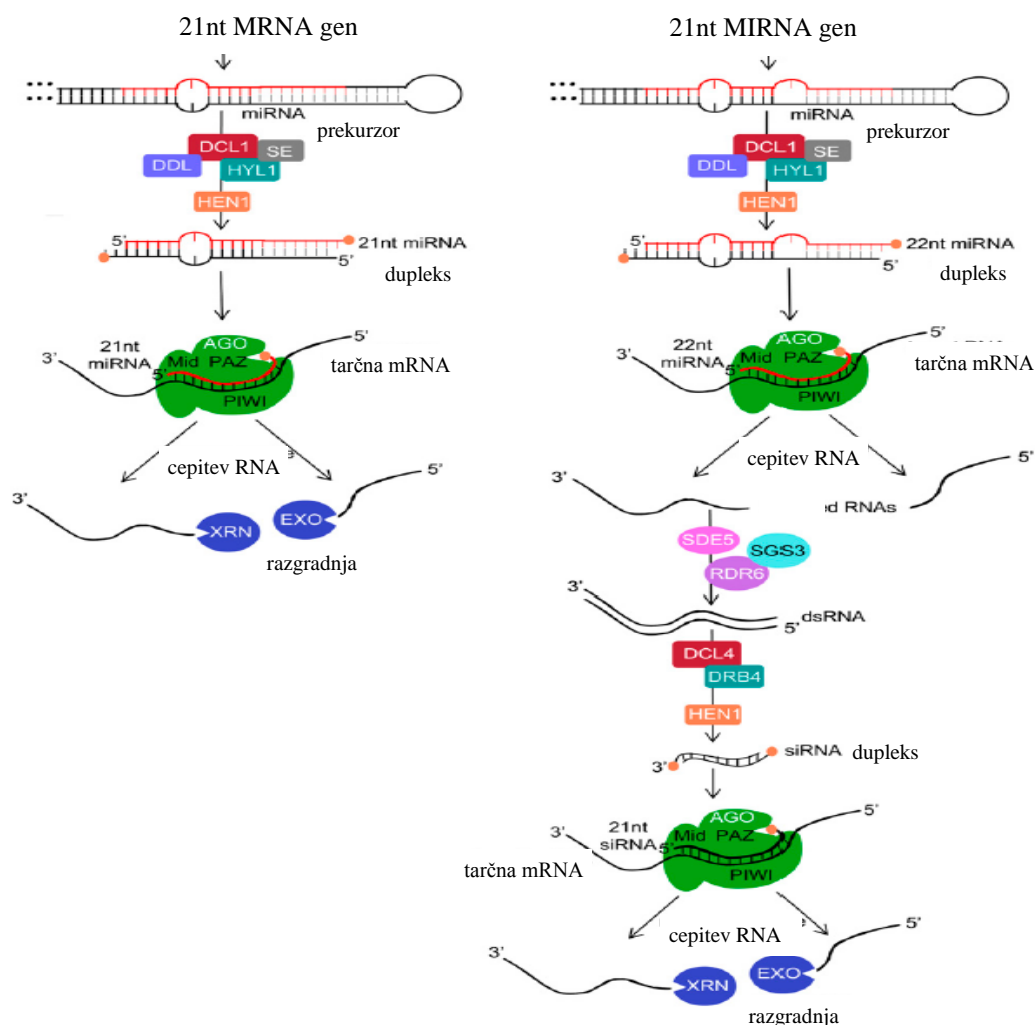 21nt MRNA gen
miRNA
prekurzor
DCL1
SE
DDL
HYL1
HEN1
5'
21nt miRNA
5'
dupleks
5'
3'
21nt
miRNA
AGO
Mid PAZ
5'
PIWI
tarčna mRNA
cepitev RNA
5'
3'
XRN
EXO
razgradnja
21nt MIRNA gen
miRNA
prekurzor
DCL1
SE
DDL
HYL1
HEN1
5'
22nt miRNA
5'
dupleks
5'
3'
22nt
miRNA
AGO
Mid PAZ
5'
PIWI
tarčna mRNA
cepitev RNA
5'
3'
ed RNAs
SDE5
SGS3
RDR6
3'
dsRNA
5'
DCL4
DRB4
HEN1
siRNA
dupleks
3'
5'
3'
21nt
siRNA
AGO
Mid PAZ
5'
PIWI
tarčna mRNA
cepitev RNA
5'
3'
XRN
EXO
razgradnja